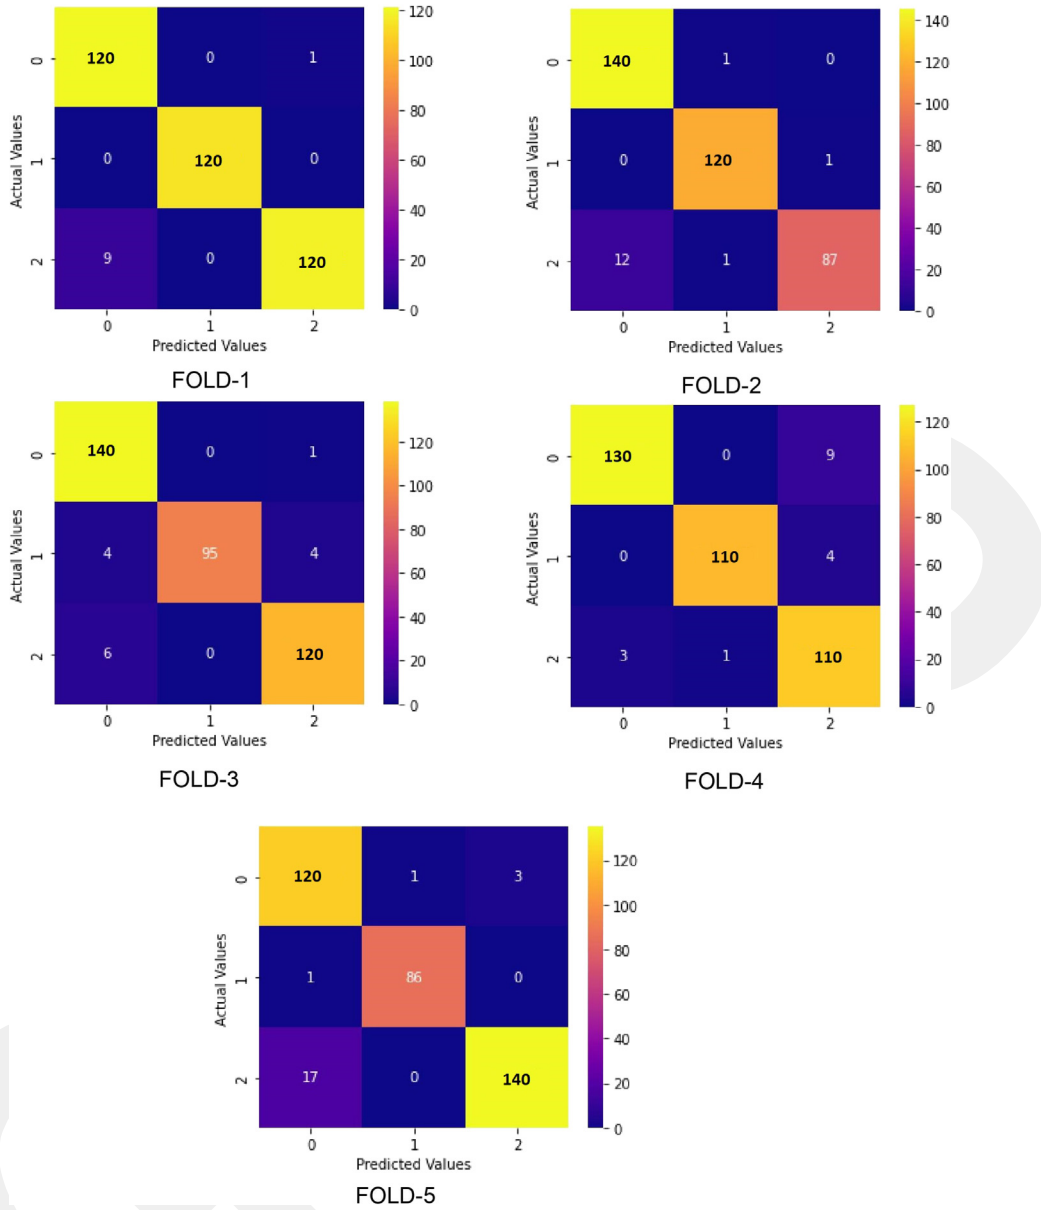 120
0 120 0 1
100
80
Actual Values
1 0 120 0
60
40
2 9 0 120
20
0
0 1 2
Predicted Values
FOLD-1
140
0 140 1 0
120
100
Actual Values
1 0 120 1
80
60
40
2 12 1 87
20
0
0 1 2
Predicted Values
FOLD-2
0 140 0 1
120
100
Actual Values
1 4 95 4
80
60
40
2 6 0 120
20
0
0 1 2
Predicted Values
FOLD-3
120
0 130 0 9
100
80
Actual Values
1 0 110 4
60
40
2 3 1 110
20
0
0 1 2
Predicted Values
FOLD-4
120
0 120 1 3
100
80
Actual Values
1 1 86 0
60
40
2 17 0 140
20
0
0 1 2
Predicted Values
FOLD-5